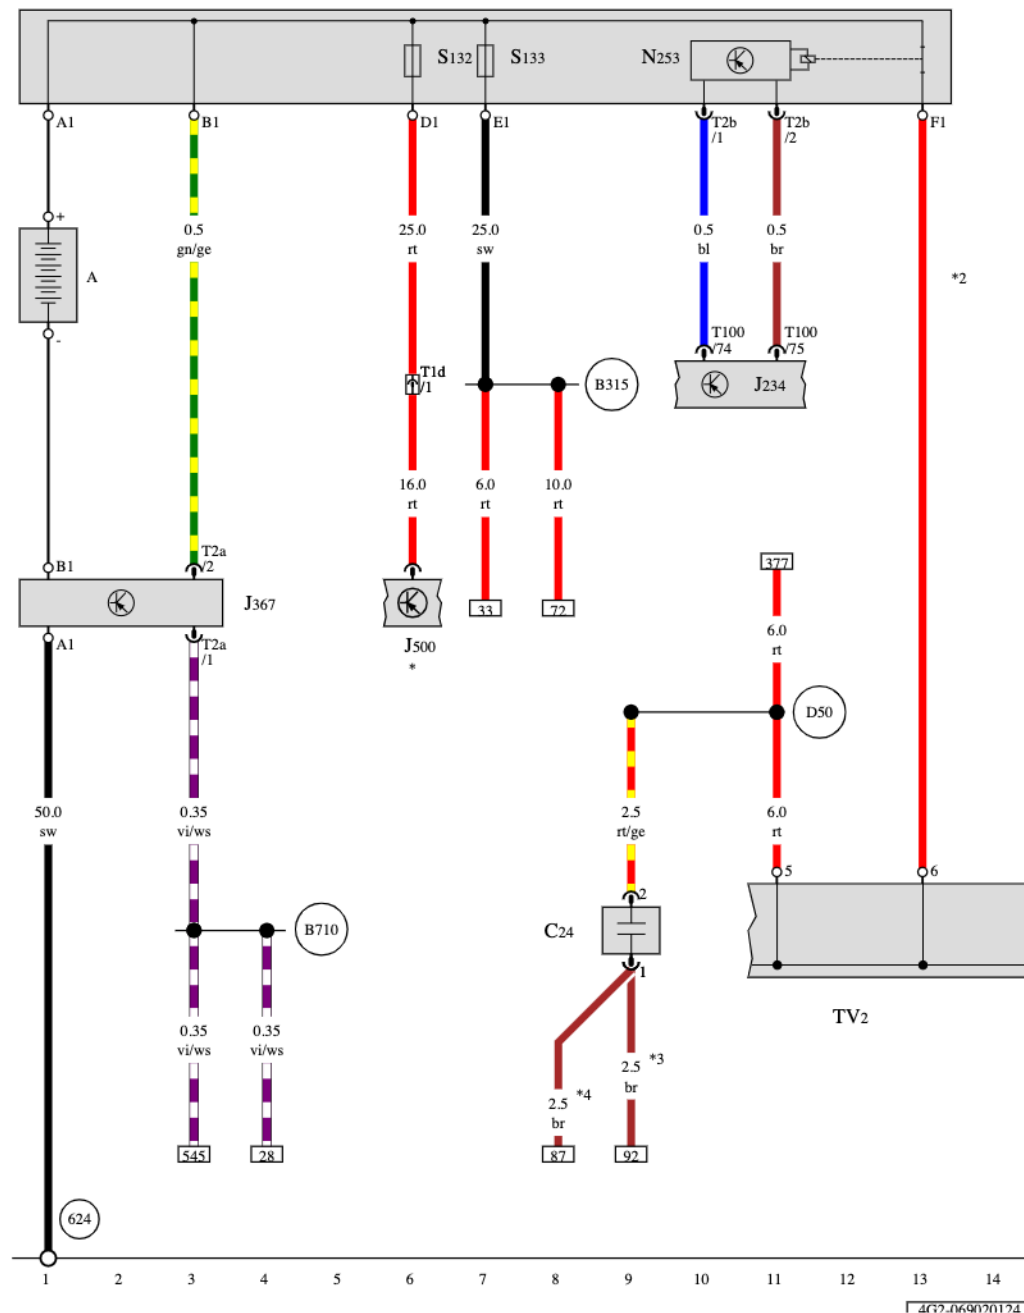 S132 S133 N253
A1 B1 D1 E1 T2b T2b F1
/1 /2
+
0.5 25.0 25.0 0.5 0.5
gn/ge rt sw bl br
A *2
-
T100 T100
/74 /75
T1d
/1
B315 J234
16.0 6.0 10.0
rt rt rt
T2a
/2
B1 377
J367 33 72
A1 T2a
/1
J500
*
6.0
rt
D50
50.0 0.35 2.5 6.0
sw vi/ws rt/ge rt
5 6
2
B710 C24
1
TV2
0.35 0.35
vi/ws vi/ws
2.5 *3
br
2.5 *4
br
545 28 87 92
624
1 2 3 4 5 6 7 8 9 10 11 12 13 14
4G2-069020124